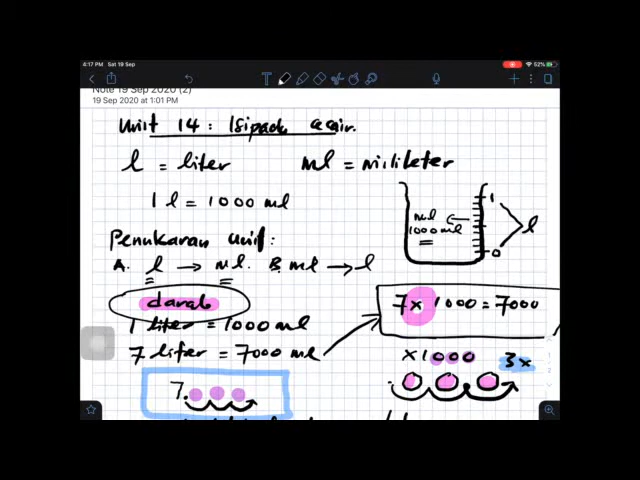 4:17 PM Sat 19 Sep
52%
Note 19 Sep 2020 (2)
19 Sep 2020 at 1:01 PM
Unit 14 : Isipadu cecair.
l = liter ml = mililiter
1 l = 1000 ml
1
ml
1000 ml
l
0
Penukaran Unit :
A. l → ml. B. ml → l
darab
1 liter = 1000 ml
7 x 1000 = 7000
7 liter = 7000 ml
x 1000 3x
7.